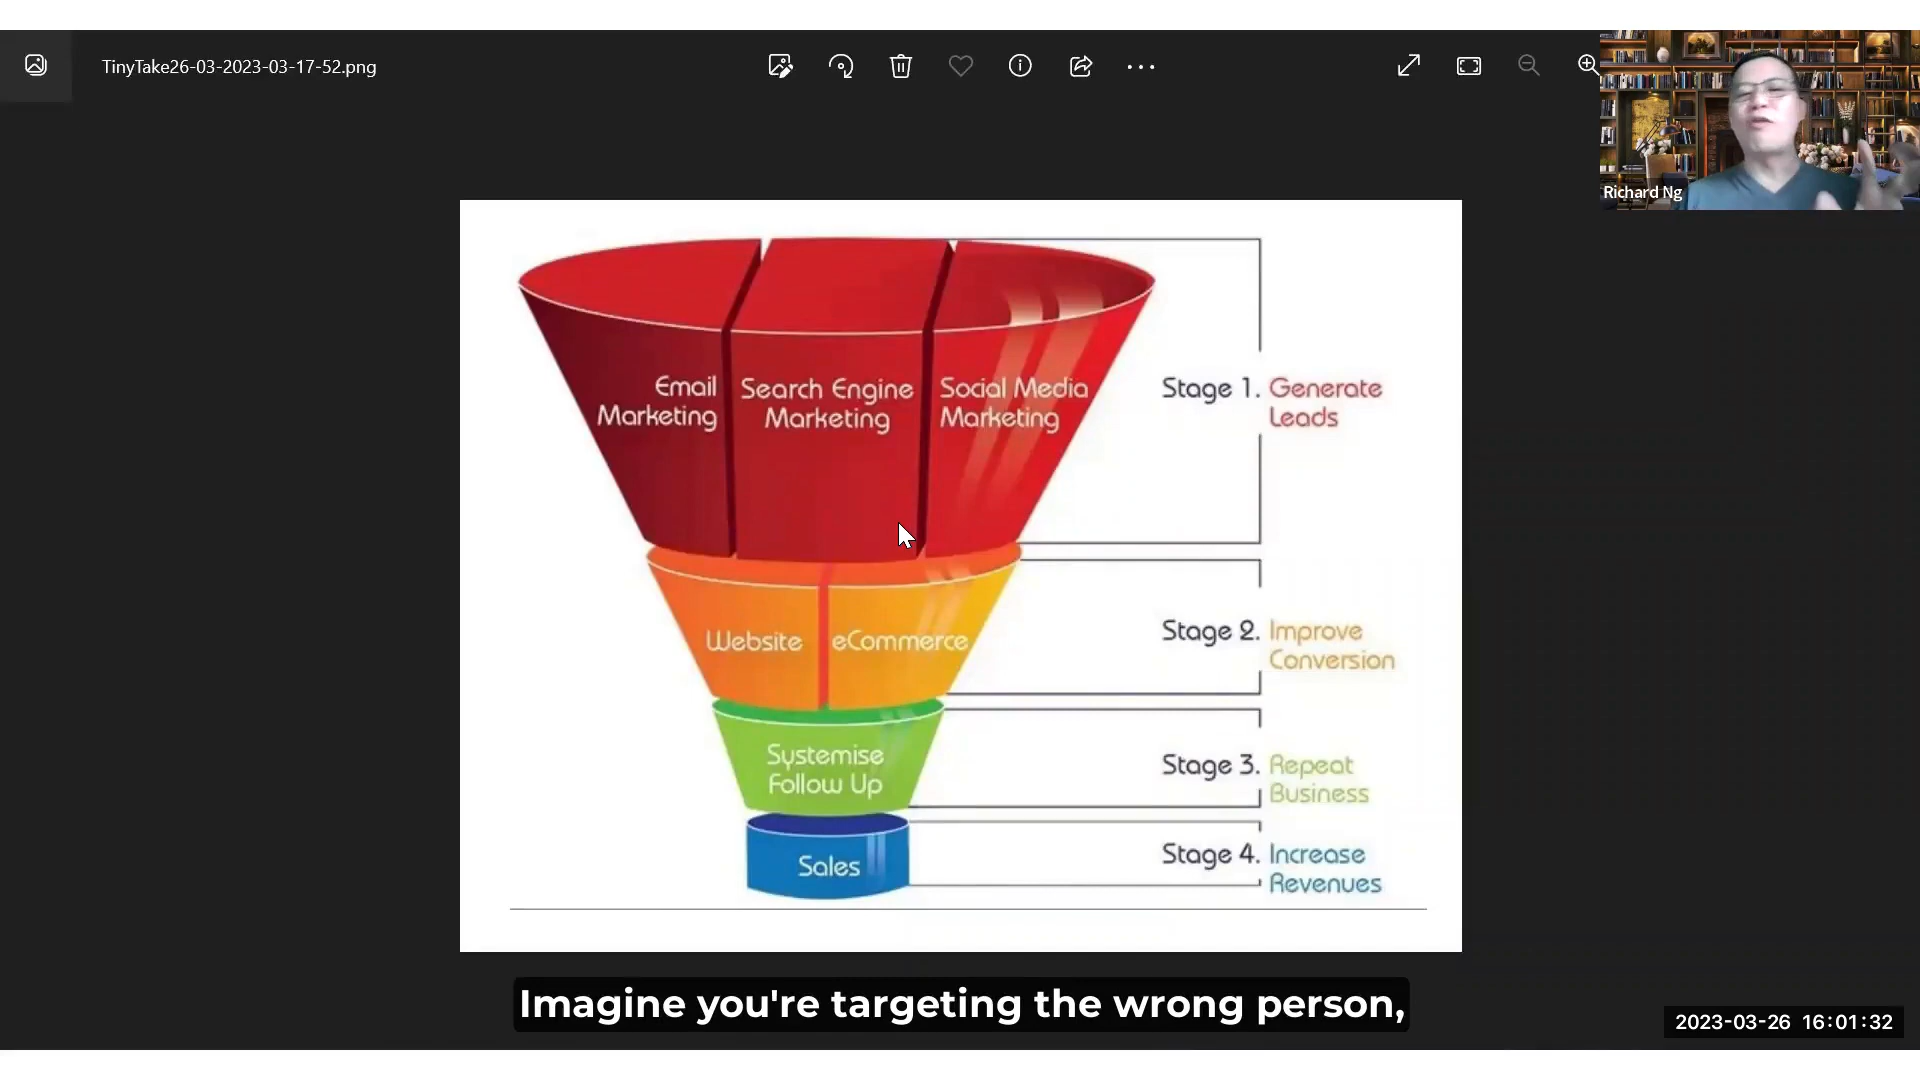 TinyTake26-03-2023-03-17-52.png
Richard Ng
Email
Marketing
Search Engine
Marketing
Social Media
Marketing
Stage 1. Generate
Leads
Website
eCommerce
Stage 2. Improve
Conversion
Systemise
Follow Up
Stage 3. Repeat
Business
Sales
Stage 4. Increase
Revenues
Imagine you're targeting the wrong person,
2023-03-26 16:01:32